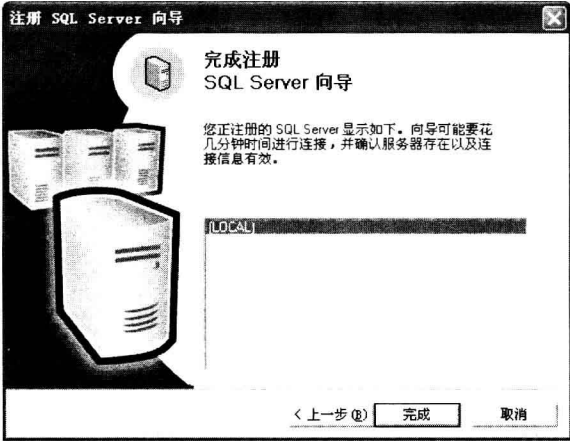 注册 SQL Server 向导
完成注册
SQL Server 向导
您正注册的 SQL Server 显示如下。向导可能要花
几分钟时间进行连接，并确认服务器存在以及连
接信息有效。
(LOCAL)
< 上一步(B)
完成
取消